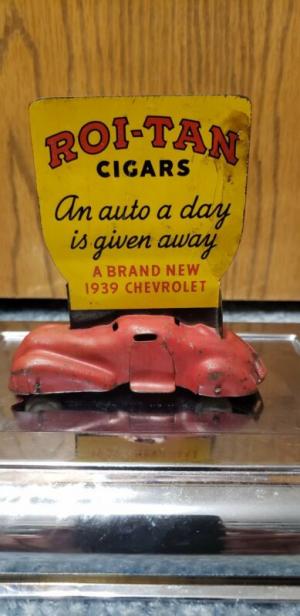 ROI-TAN
CIGARS
An auto a day
is given away
A BRAND NEW
1939 CHEVROLET